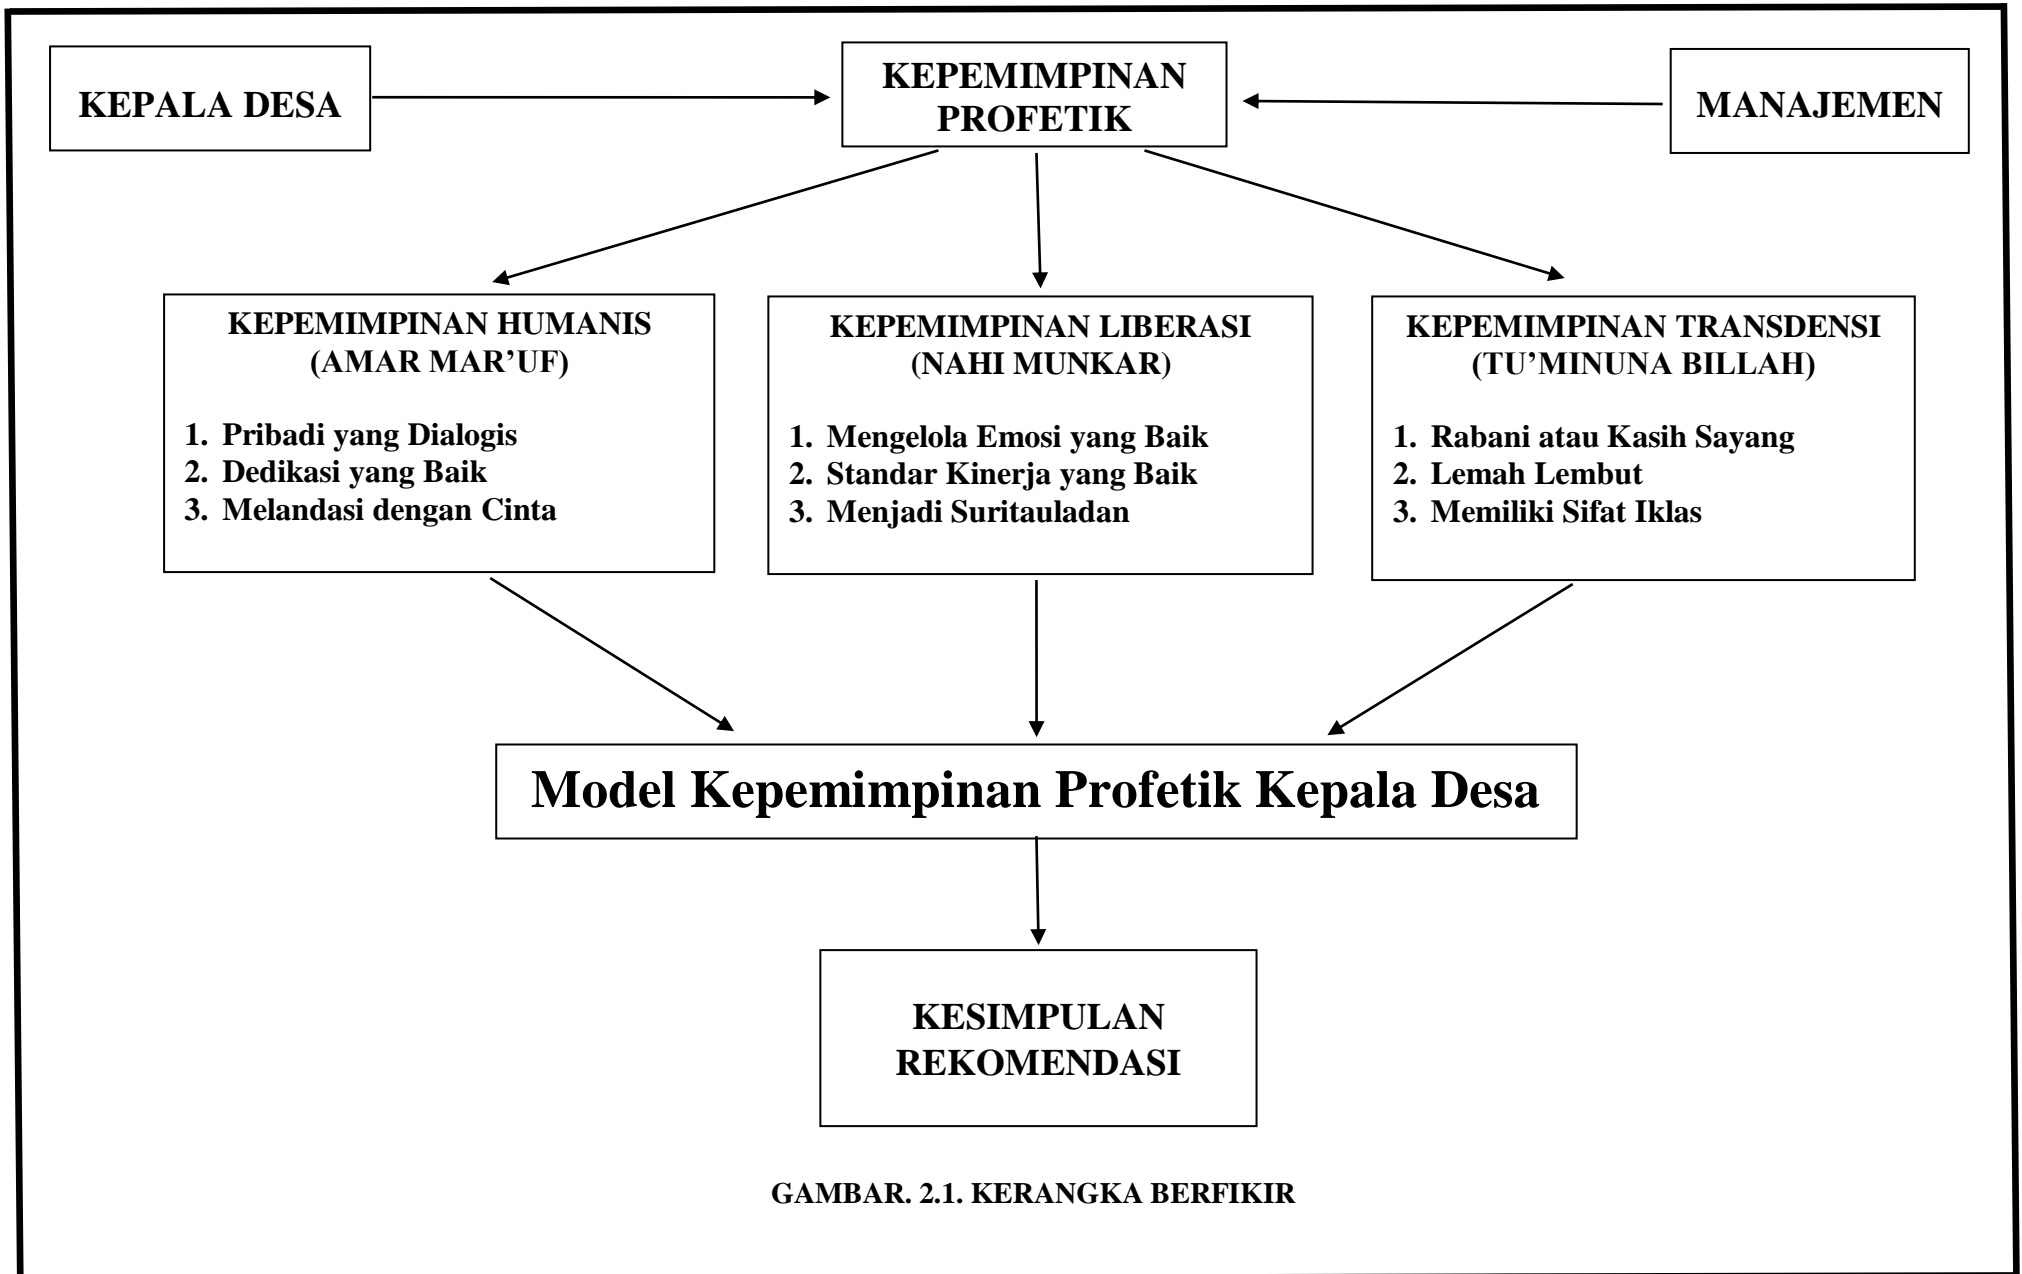 KEPALA DESA
KEPEMIMPINAN
PROFETIK
MANAJEMEN
KEPEMIMPINAN HUMANIS
(AMAR MAR’UF)
1. Pribadi yang Dialogis
2. Dedikasi yang Baik
3. Melandasi dengan Cinta
KEPEMIMPINAN LIBERASI
(NAHI MUNKAR)
1. Mengelola Emosi yang Baik
2. Standar Kinerja yang Baik
3. Menjadi Suritauladan
KEPEMIMPINAN TRANSDENSI
(TU’MINUNA BILLAH)
1. Rabani atau Kasih Sayang
2. Lemah Lembut
3. Memiliki Sifat Iklas
Model Kepemimpinan Profetik Kepala Desa
KESIMPULAN
REKOMENDASI
GAMBAR. 2.1. KERANGKA BERFIKIR